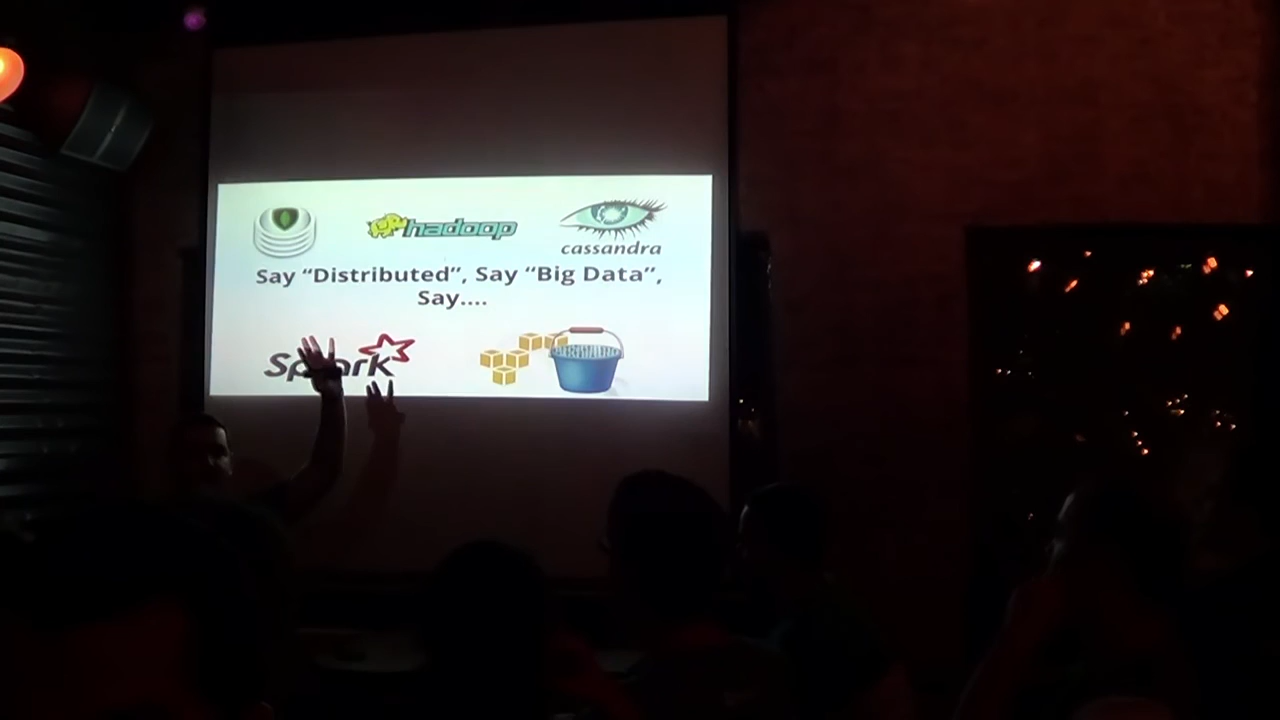 hadoop
cassandra
Say “Distributed”, Say “Big Data”,
Say....
Spark